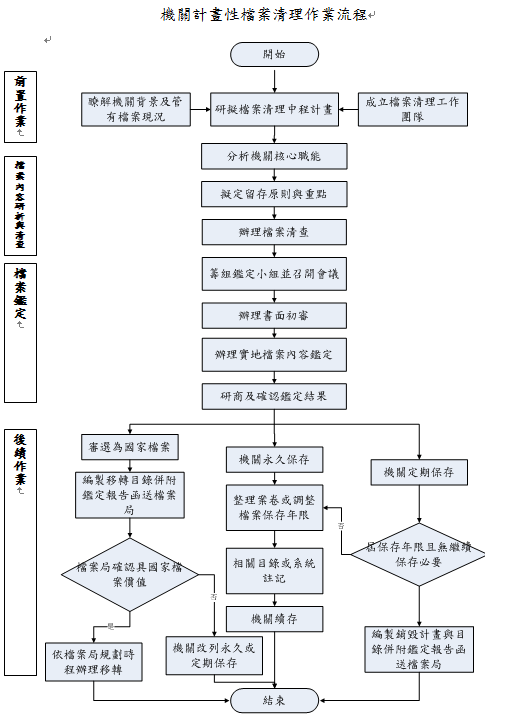 機關計畫性檔案清理作業流程
開始
前置作業
瞭解機關背景及管
有檔案現況
研擬檔案清理中程計畫
成立檔案清理工作
團隊
檔案內容研析與清查
分析機關核心職能
擬定留存原則與重點
辦理檔案清查
檔案鑑定
籌組鑑定小組並召開會議
辦理書面初審
辦理實地檔案內容鑑定
研商及確認鑑定結果
後續作業
審選為國家檔案
機關永久保存
機關定期保存
編製移轉目錄併附
鑑定報告函送檔案
局
整理案卷或調整
檔案保存年限
否
屆保存年限且無繼續
保存必要
檔案局確認具國家檔
案價值
相關目錄或系統
註記
否
機關續存
是
依檔案局規劃時
程辦理移轉
機關改列永久或
定期保存
編製銷毀計畫與目
錄併附鑑定報告函
送檔案局
結束